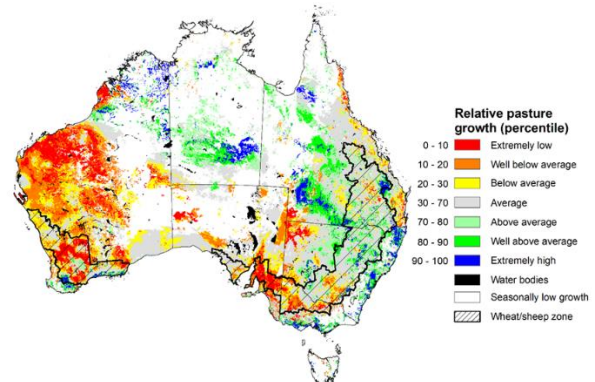 Relative pasture
growth (percentile)
0 - 10 Extremely low
10 - 20 Well below average
20 - 30 Below average
30 - 70 Average
70 - 80 Above average
80 - 90 Well above average
90 - 100 Extremely high
Water bodies
Seasonally low growth
Wheat/sheep zone